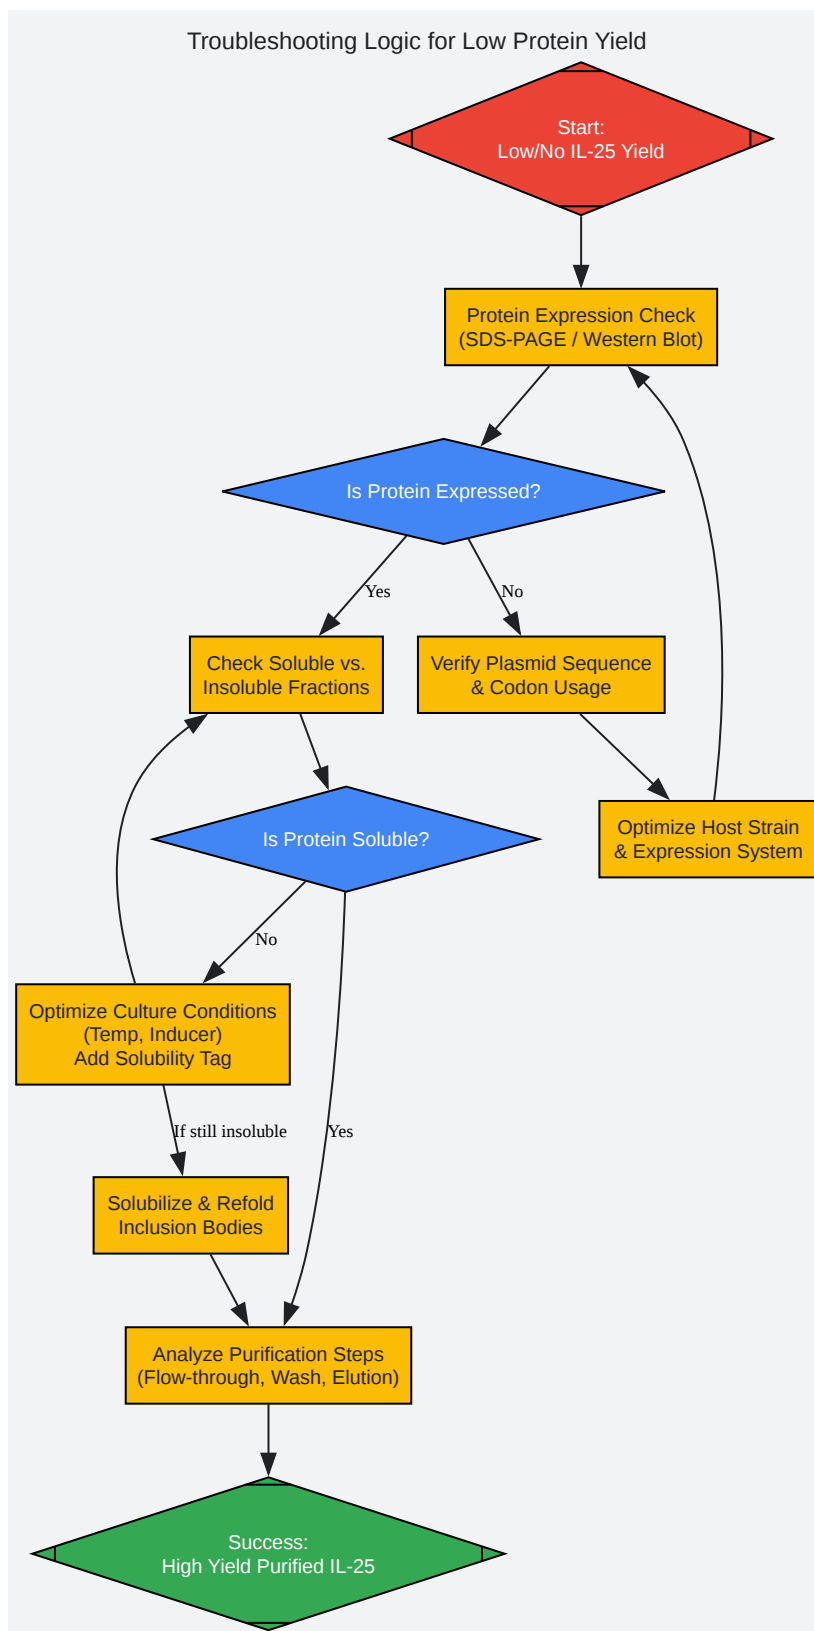 Troubleshooting Logic for Low Protein Yield
Start:
Low/No IL-25 Yield
Protein Expression Check
(SDS-PAGE / Western Blot)
Is Protein Expressed?
Yes
No
Check Soluble vs.
Insoluble Fractions
Verify Plasmid Sequence
& Codon Usage
Is Protein Soluble?
Optimize Host Strain
& Expression System
No
Optimize Culture Conditions
(Temp, Inducer)
Add Solubility Tag
If still insoluble
Yes
Solubilize & Refold
Inclusion Bodies
Analyze Purification Steps
(Flow-through, Wash, Elution)
Success:
High Yield Purified IL-25